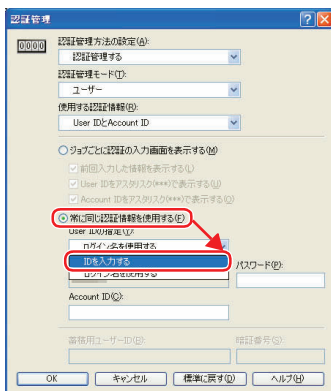 認証管理
0000
認証管理方法の設定(A):
認証管理する
認証管理モード(T):
ユーザー
使用する認証情報(R):
User IDとAccount ID
ジョブごとに認証の入力画面を表示する(M)
前回入力した情報を表示する(L)
User IDをアスタリスク(***)で表示する(J)
Account IDをアスタリスク(***)で表示する(Q)
常に同じ認証情報を使用する(F)
User IDの指定(Y):
ログイン名を使用する
IDを入力する
ログイン名を使用する
パスワード(P):
Account ID(C):
業務用ユーザーID(B):
暗証番号(S):
OK
キャンセル
標準に戻す(D)
ヘルプ(H)